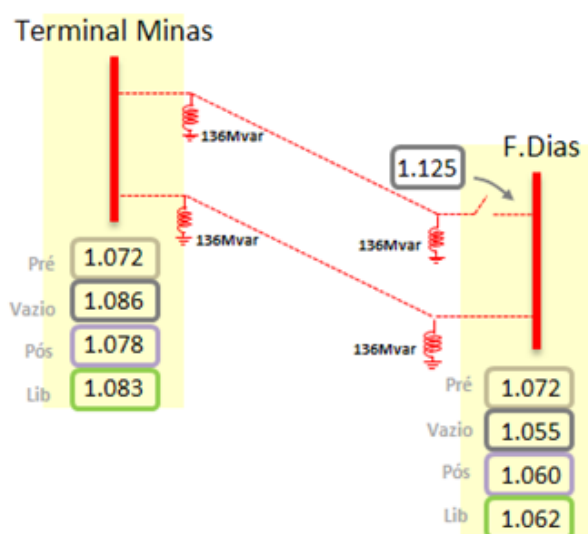 Terminal Minas
136Mvar
F.Dias
1.125
136Mvar
136Mvar
Pré 1.072
Vazio 1.086
Pós 1.078
Lib 1.083
136Mvar
Pré 1.072
Vazio 1.055
Pós 1.060
Lib 1.062